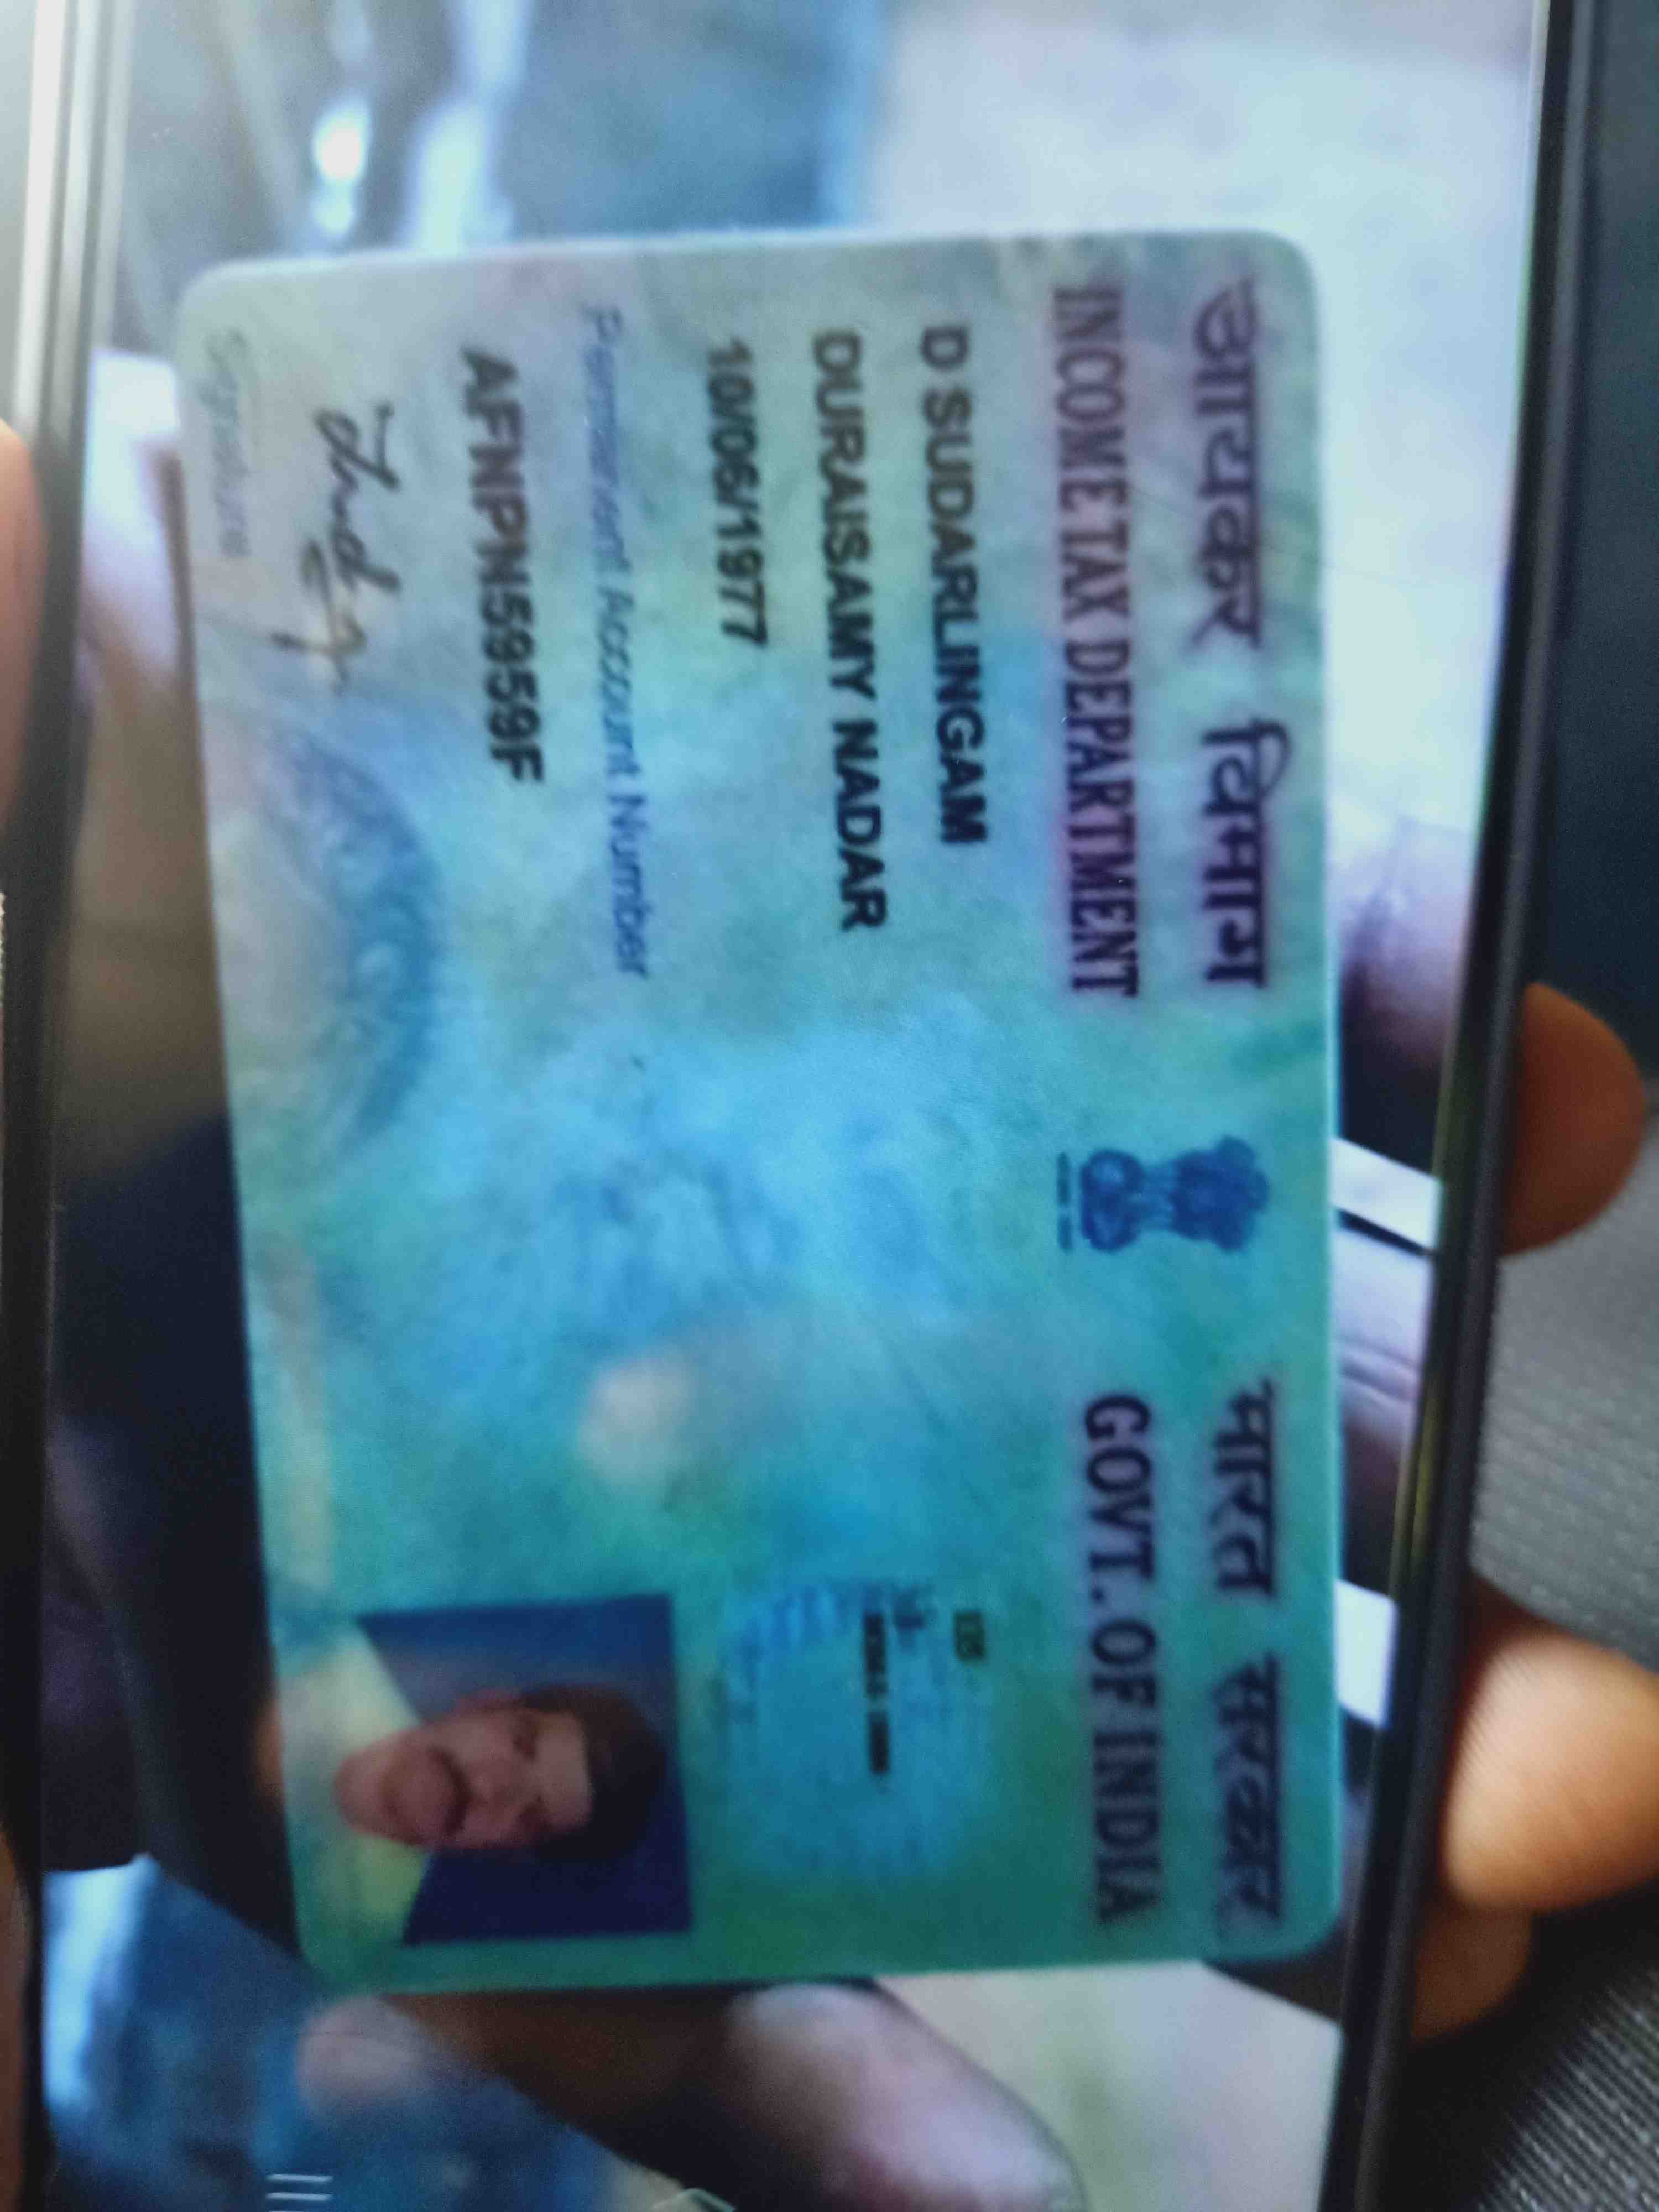 आयकर विभाग
INCOME TAX DEPARTMENT
भारत सरकार
GOVT. OF INDIA
D SUDARLINGAM
DURAISAMY NADAR
10/06/1977
Permanent Account Number
AFNPN5959F
Signature